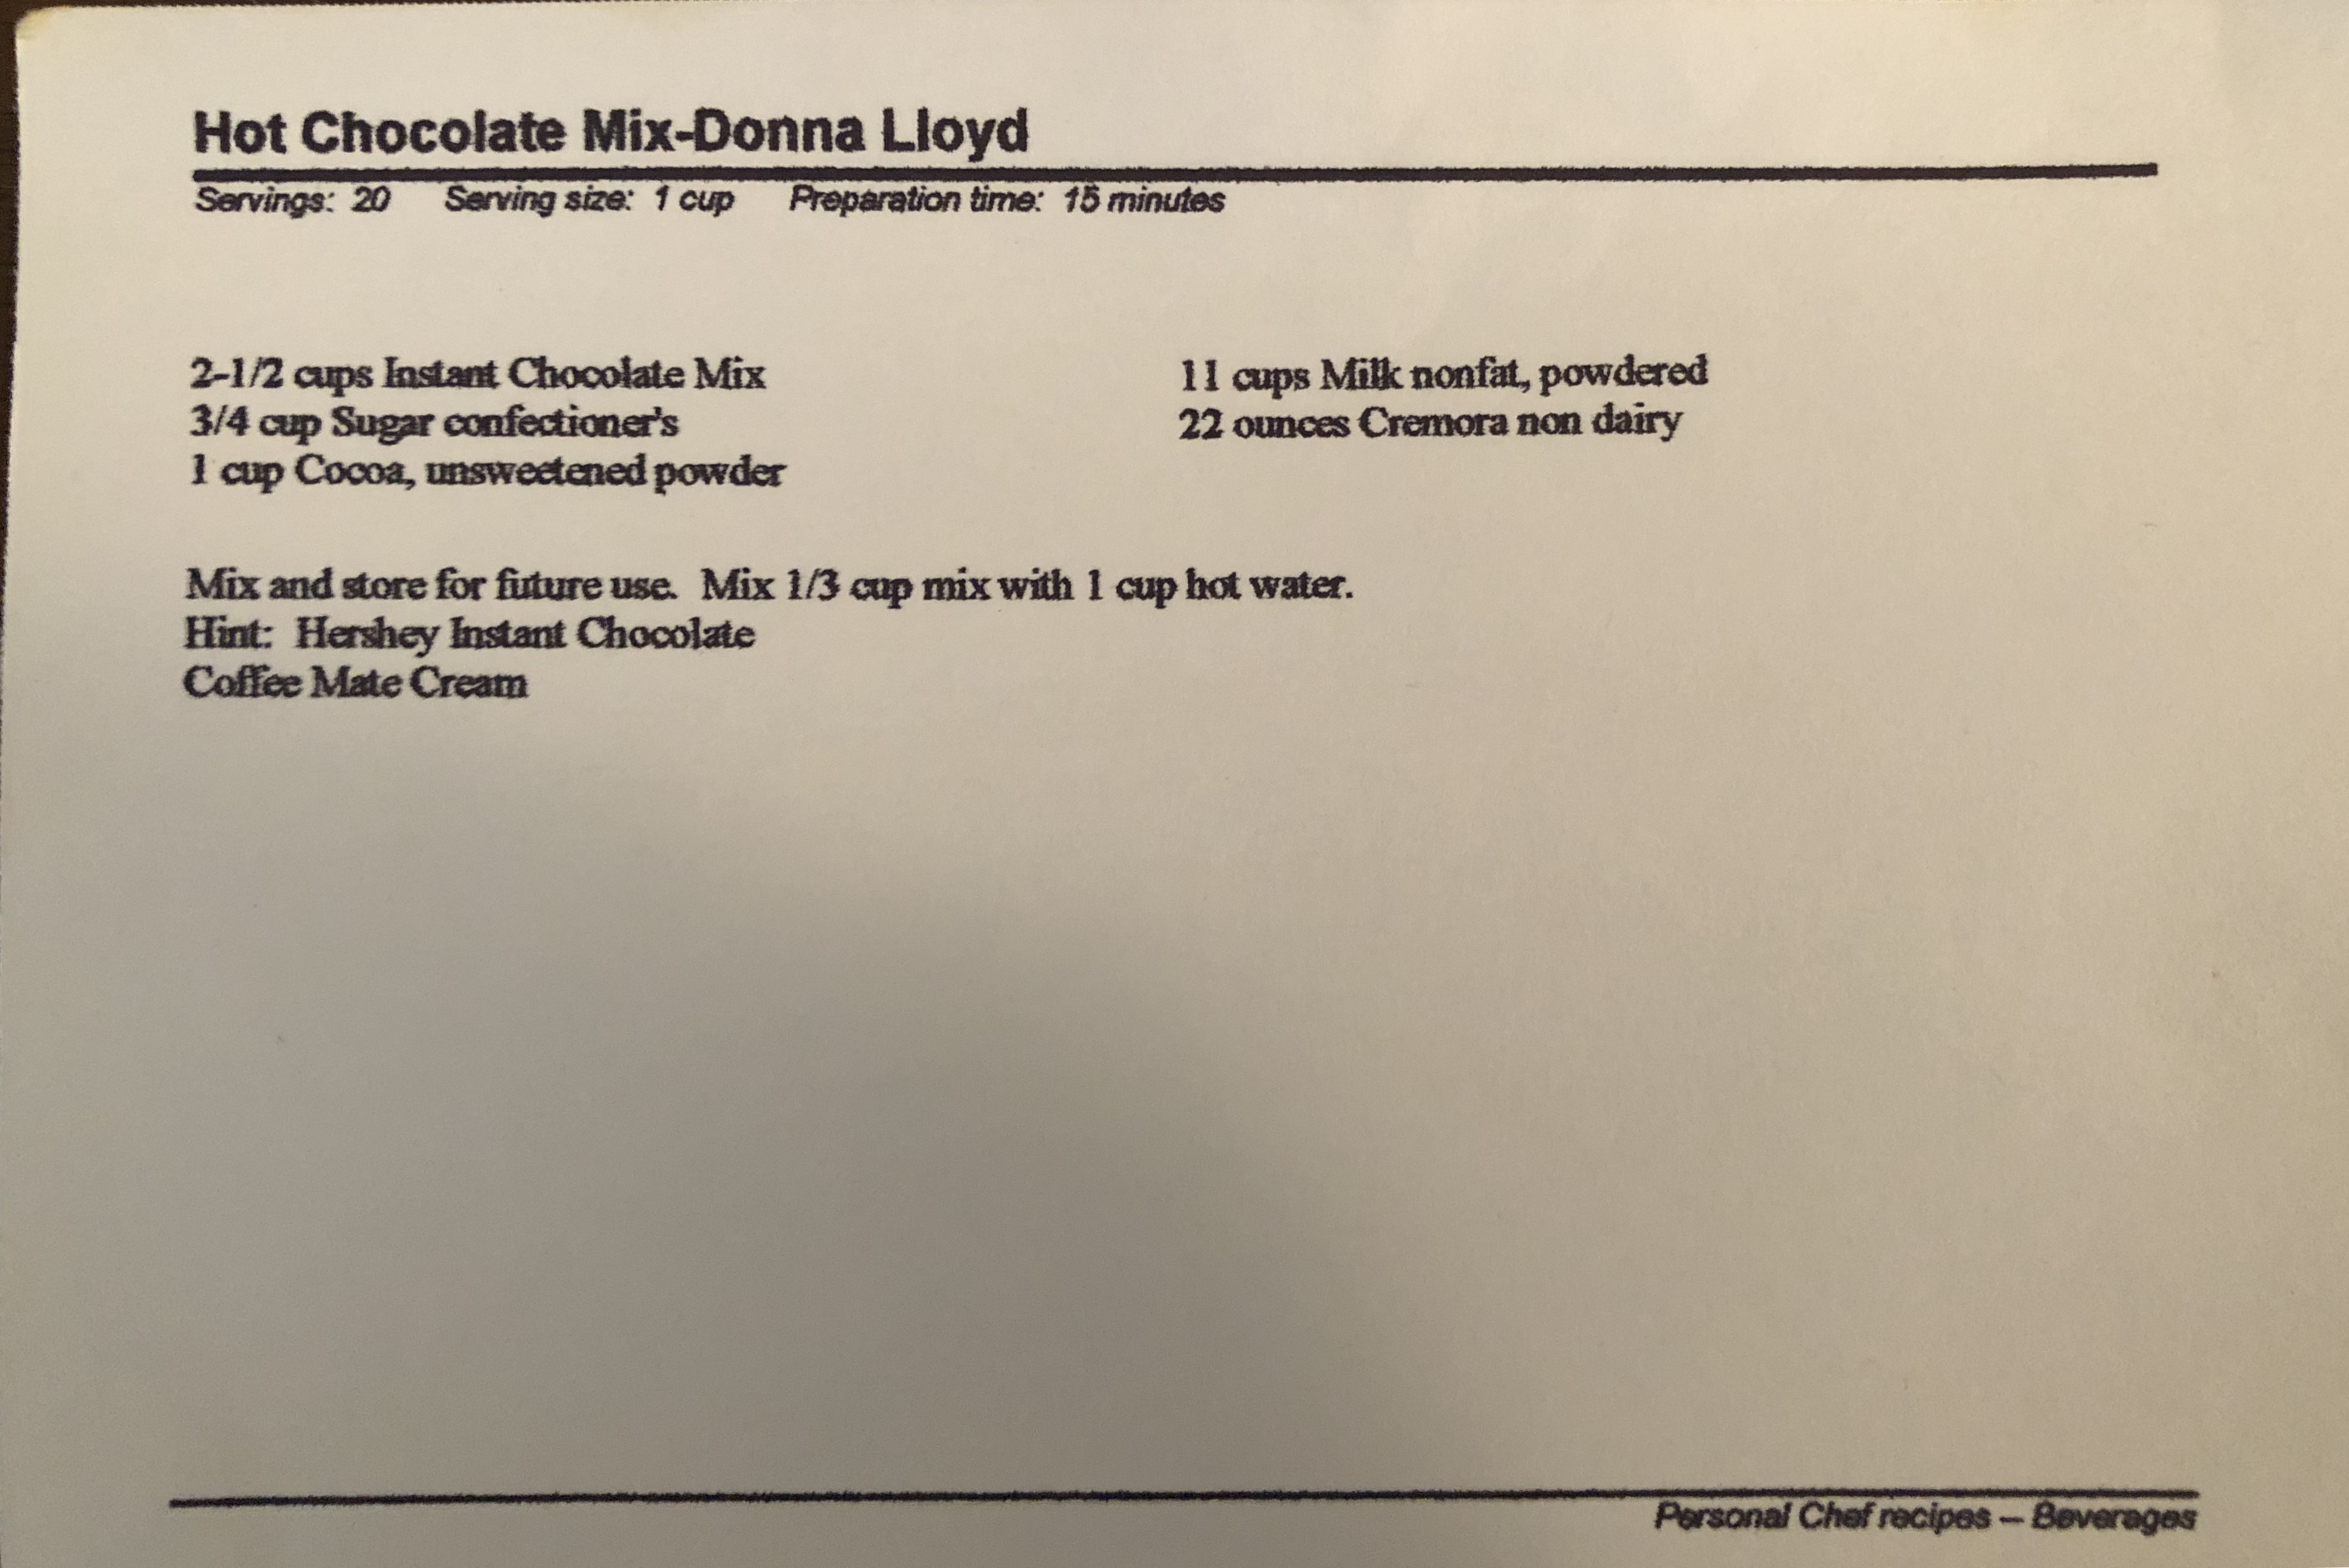 Hot Chocolate Mix-Donna Lloyd
Servings: 20 Serving size: 1 cup Preparation time: 15 minutes
2-1/2 cups Instant Chocolate Mix
3/4 cup Sugar confectioner's
1 cup Cocoa, unsweetened powder
11 cups Milk nonfat, powdered
22 ounces Cremora non dairy
Mix and store for future use. Mix 1/3 cup mix with 1 cup hot water.
Hint: Hershey Instant Chocolate
Coffee Mate Cream
Personal Chef recipes – Beverages